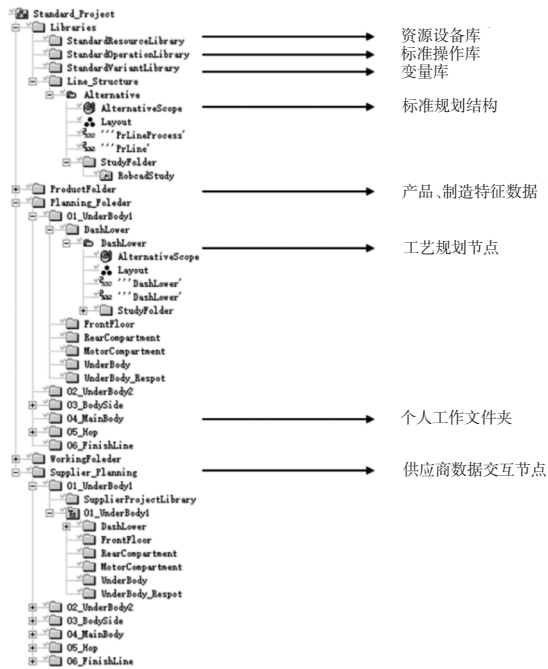 Standard_Project
Libraries
StandardResourceLibrary
StandardOperationLibrary
StandardVariantLibrary
Line_Structure
Alternative
AlternativeScope
Layout
'''PrLineProcess'
'''PrLine'
StudyFolder
RobcadStudy
ProductFolder
Planning_Foleder
01_UnderBody1
DashLower
DashLower
AlternativeScope
Layout
'''DashLower'
'''DashLower'
StudyFolder
FrontFloor
RearCompartment
MotorCompartment
UnderBody
UnderBody_Respot
02_UnderBody2
03_BodySide
04_MainBody
05_Hop
06_FinishLine
WorkingFoleder
Supplier_Planning
01_UnderBody1
SupplierProjectLibrary
01_UnderBody1
DashLower
FrontFloor
RearCompartment
MotorCompartment
UnderBody
UnderBody_Respot
02_UnderBody2
03_BodySide
04_MainBody
05_Hop
06_FinishLine
资源设备库
标准操作库
变量库
标准规划结构
产品、制造特征数据
工艺规划节点
个人工作文件夹
供应商数据交互节点